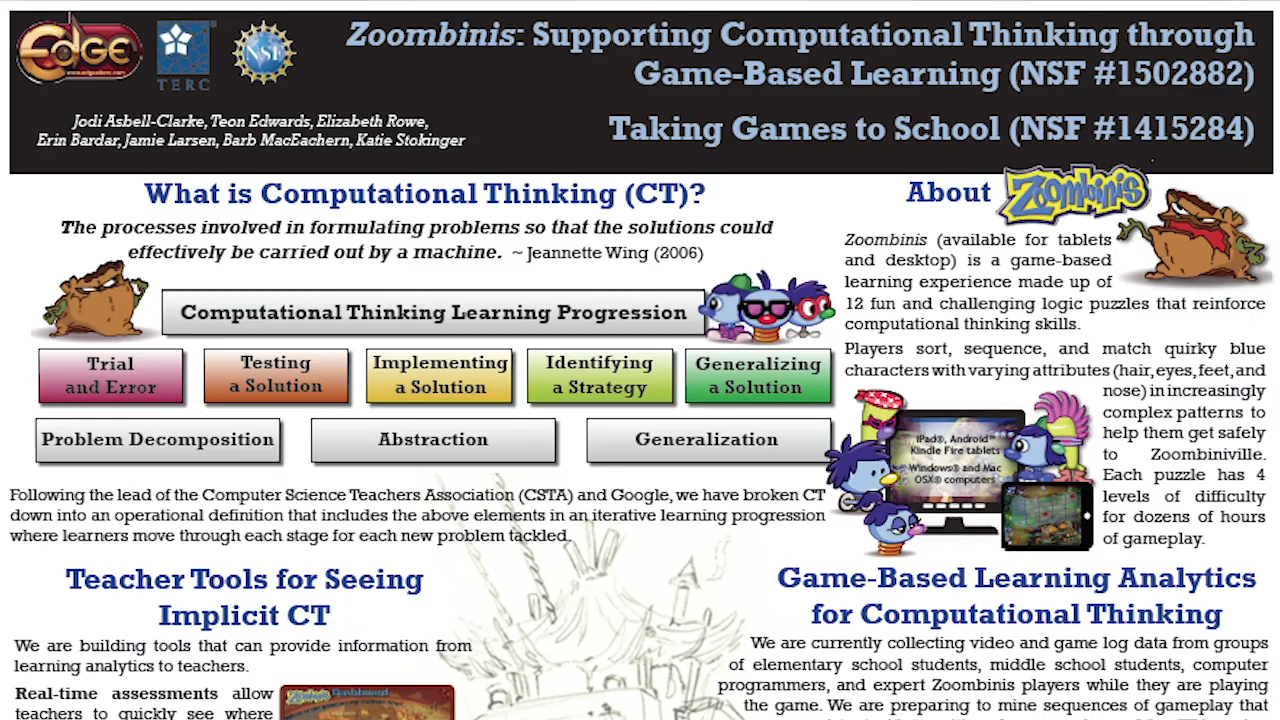 Edge
www.edgeatterc.com
TERC
NSF
Zoombinis: Supporting Computational Thinking through
Game-Based Learning (NSF #1502882)
Taking Games to School (NSF #1415284)
Jodi Asbell-Clarke, Teon Edwards, Elizabeth Rowe,
Erin Bardar, Jamie Larsen, Barb MacEachern, Katie Stokinger
What is Computational Thinking (CT)?
The processes involved in formulating problems so that the solutions could
effectively be carried out by a machine. ~ Jeannette Wing (2006)
Computational Thinking Learning Progression
Trial
and Error
Testing
a Solution
Implementing
a Solution
Identifying
a Strategy
Generalizing
a Solution
Problem Decomposition
Abstraction
Generalization
Following the lead of the Computer Science Teachers Association (CSTA) and Google, we have broken CT
down into an operational definition that includes the above elements in an iterative learning progression
where learners move through each stage for each new problem tackled.
About Zoombinis
Zoombinis (available for tablets
and desktop) is a game-based
learning experience made up of
12 fun and challenging logic puzzles that reinforce
computational thinking skills.
Players sort, sequence, and match quirky blue
characters with varying attributes (hair, eyes, feet, and
nose) in increasingly
complex patterns to
help them get safely
to Zoombiniville.
Each puzzle has 4
levels of difficulty
for dozens of hours
of gameplay.
iPad®, Android™
Kindle Fire tablets
Windows® and Mac
OSX® computers
Teacher Tools for Seeing
Implicit CT
We are building tools that can provide information from
learning analytics to teachers.
Real-time assessments allow
teachers to quickly see where
Zoombinis Dashboard
Game-Based Learning Analytics
for Computational Thinking
We are currently collecting video and game log data from groups
of elementary school students, middle school students, computer
programmers, and expert Zoombinis players while they are playing
the game. We are preparing to mine sequences of gameplay that